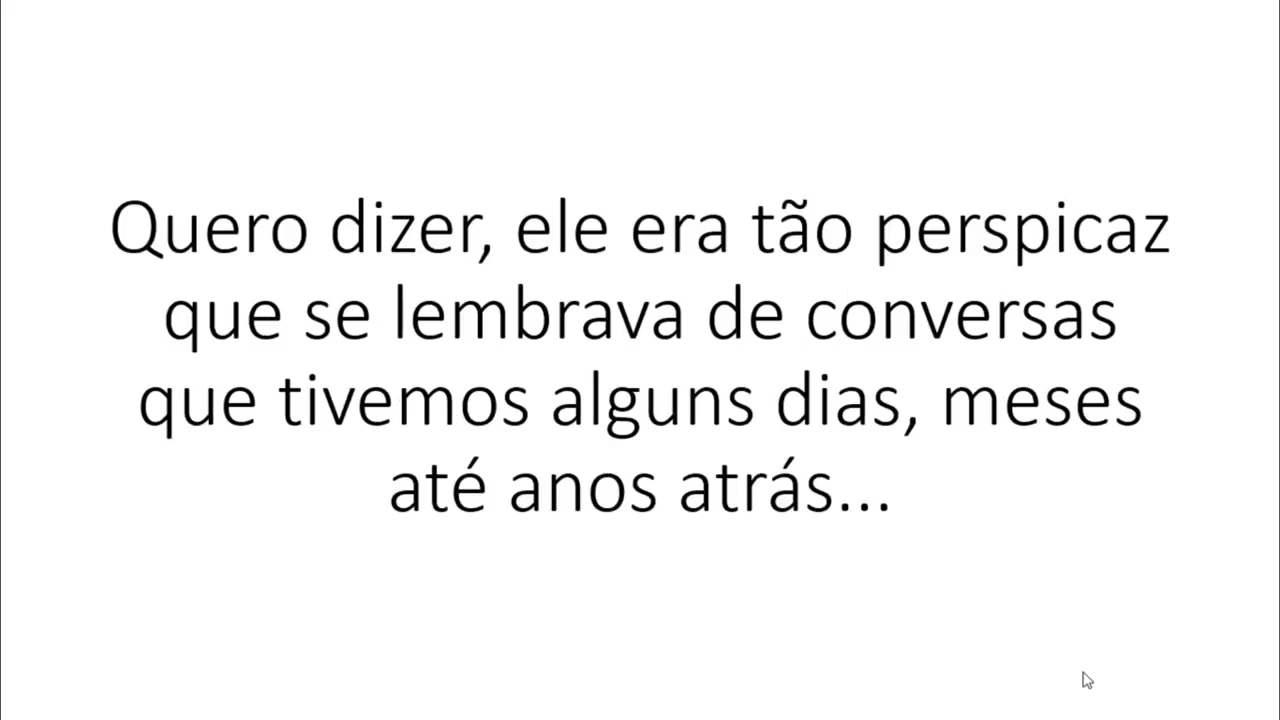 Quero dizer, ele era tão perspicaz
que se lembrava de conversas
que tivemos alguns dias, meses
até anos atrás...